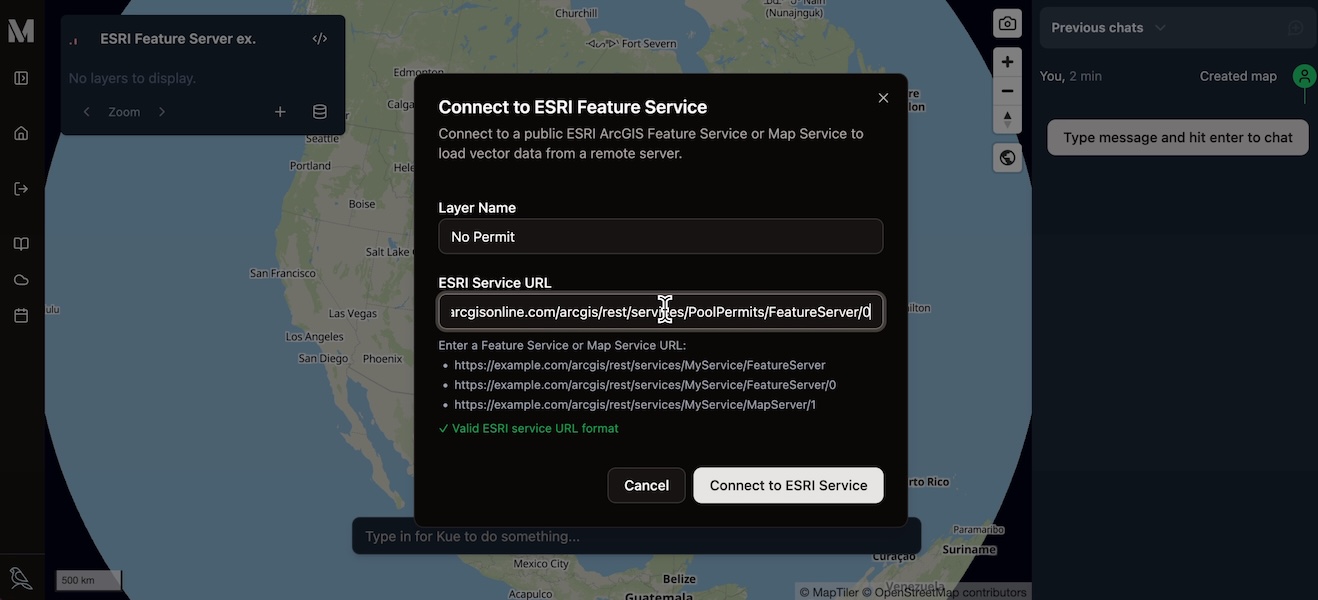 M
ESRI Feature Server ex.
</>
No layers to display.
Zoom
Churchill
(Nunajnguk)
Fort Severn
Edmonton
Seattle
Portland
Boise
Salt Lake
San Francisco
Las Vegas
Los Angeles
San Diego
Phoenix
Connect to ESRI Feature Service
Connect to a public ESRI ArcGIS Feature Service or Map Service to
load vector data from a remote server.
Layer Name
No Permit
ESRI Service URL
arcgisonline.com/arcgis/rest/services/PoolPermits/FeatureServer/0
Enter a Feature Service or Map Service URL:
• https://example.com/arcgis/rest/services/MyService/FeatureServer
• https://example.com/arcgis/rest/services/MyService/FeatureServer/0
• https://example.com/arcgis/rest/services/MyService/MapServer/1
✓ Valid ESRI service URL format
Cancel
Connect to ESRI Service
Type in for Kue to do something...
Mexico City
Acapulco
Belize
Guatemala
rto Rico
Paramaribo
Suriname
Curaçao
Venezuela
500 km
© MapTiler © OpenStreetMap contributors
Previous chats
You, 2 min
Created map
Type message and hit enter to chat